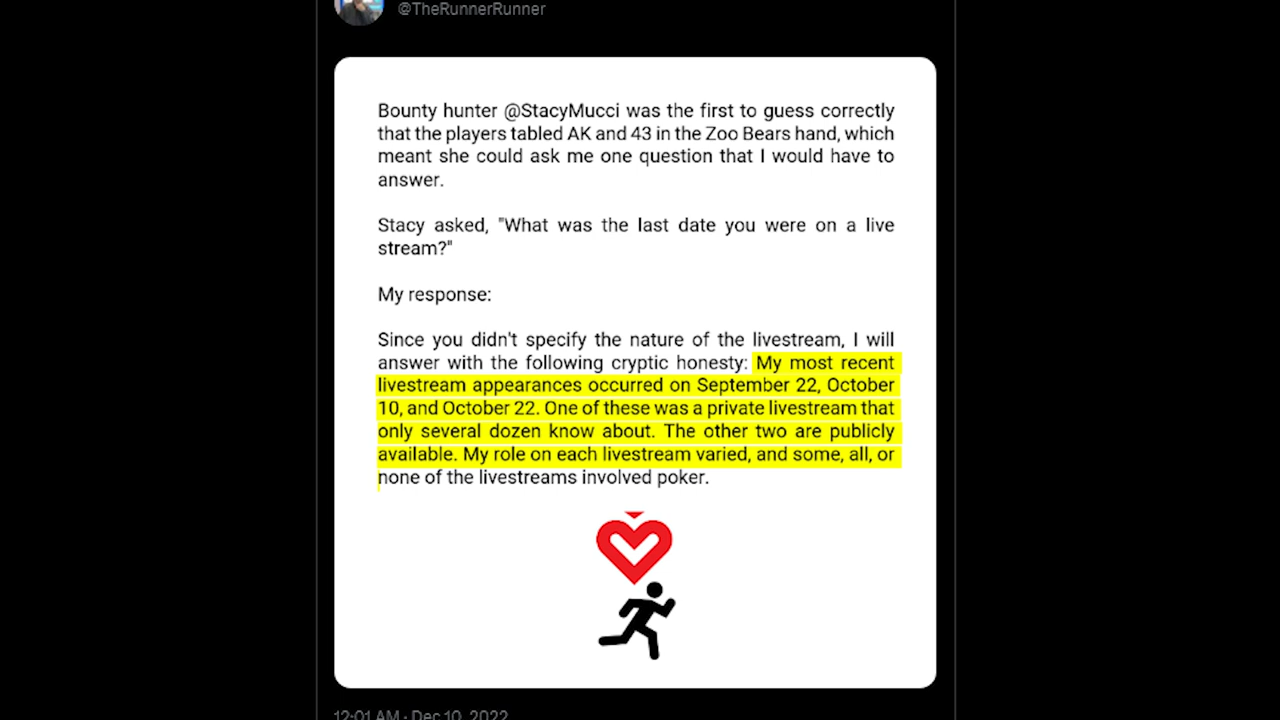 @TheRunnerRunner
Bounty hunter @StacyMucci was the first to guess correctly
that the players tabled AK and 43 in the Zoo Bears hand, which
meant she could ask me one question that I would have to
answer.
Stacy asked, "What was the last date you were on a live
stream?"
My response:
Since you didn't specify the nature of the livestream, I will
answer with the following cryptic honesty: My most recent
livestream appearances occurred on September 22, October
10, and October 22. One of these was a private livestream that
only several dozen know about. The other two are publicly
available. My role on each livestream varied, and some, all, or
none of the livestreams involved poker.
12:01 AM · Dec 10, 2022